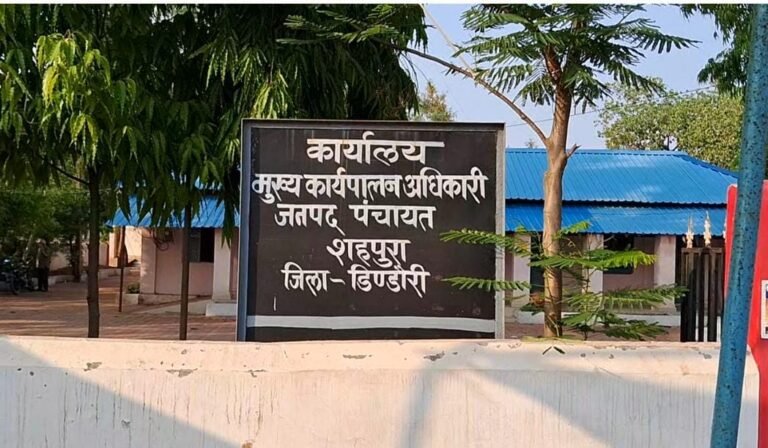 कार्यालय
मुख्य कार्यपालन अधिकारी
जनपद पंचायत
शहपुरा
जिला - डिण्डौरी